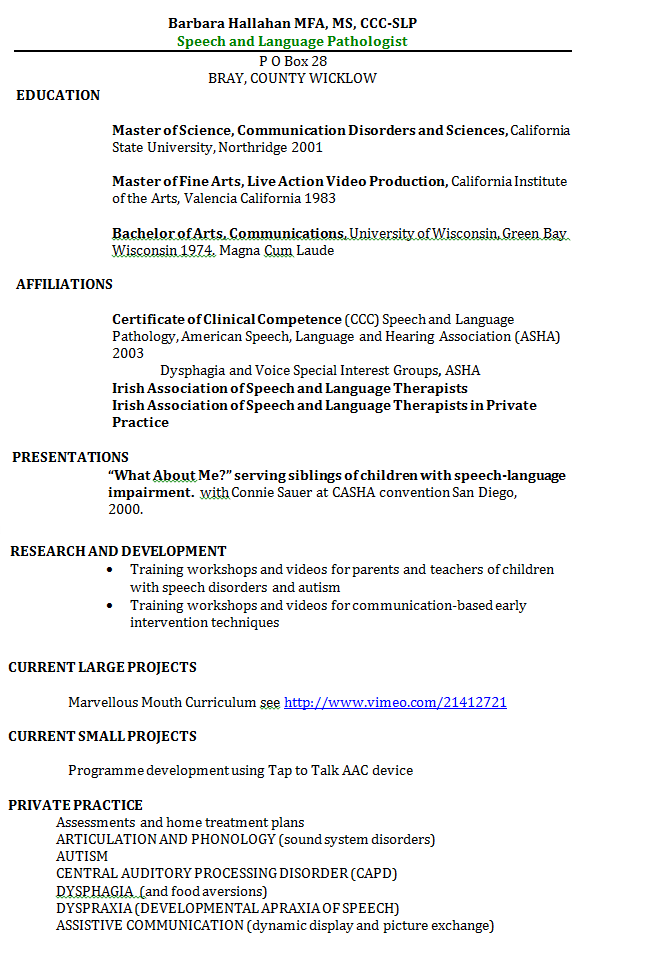 Barbara Hallahan MFA, MS, CCC-SLP
Speech and Language Pathologist
P O Box 28
BRAY, COUNTY WICKLOW
EDUCATION
Master of Science, Communication Disorders and Sciences, California
State University, Northridge 2001
Master of Fine Arts, Live Action Video Production, California Institute
of the Arts, Valencia California 1983
Bachelor of Arts, Communications, University of Wisconsin, Green Bay
Wisconsin 1974, Magna Cum Laude
AFFILIATIONS
Certificate of Clinical Competence (CCC) Speech and Language
Pathology, American Speech, Language and Hearing Association (ASHA)
2003
Dysphagia and Voice Special Interest Groups, ASHA
Irish Association of Speech and Language Therapists
Irish Association of Speech and Language Therapists in Private
Practice
PRESENTATIONS
“What About Me?” serving siblings of children with speech-language
impairment. with Connie Sauer at CASHA convention San Diego,
2000.
RESEARCH AND DEVELOPMENT
• Training workshops and videos for parents and teachers of children
with speech disorders and autism
• Training workshops and videos for communication-based early
intervention techniques
CURRENT LARGE PROJECTS
Marvellous Mouth Curriculum see http://www.vimeo.com/21412721
CURRENT SMALL PROJECTS
Programme development using Tap to Talk AAC device
PRIVATE PRACTICE
Assessments and home treatment plans
ARTICULATION AND PHONOLOGY (sound system disorders)
AUTISM
CENTRAL AUDITORY PROCESSING DISORDER (CAPD)
DYSPHAGIA (and food aversions)
DYSPRAXIA (DEVELOPMENTAL APRAXIA OF SPEECH)
ASSISTIVE COMMUNICATION (dynamic display and picture exchange)